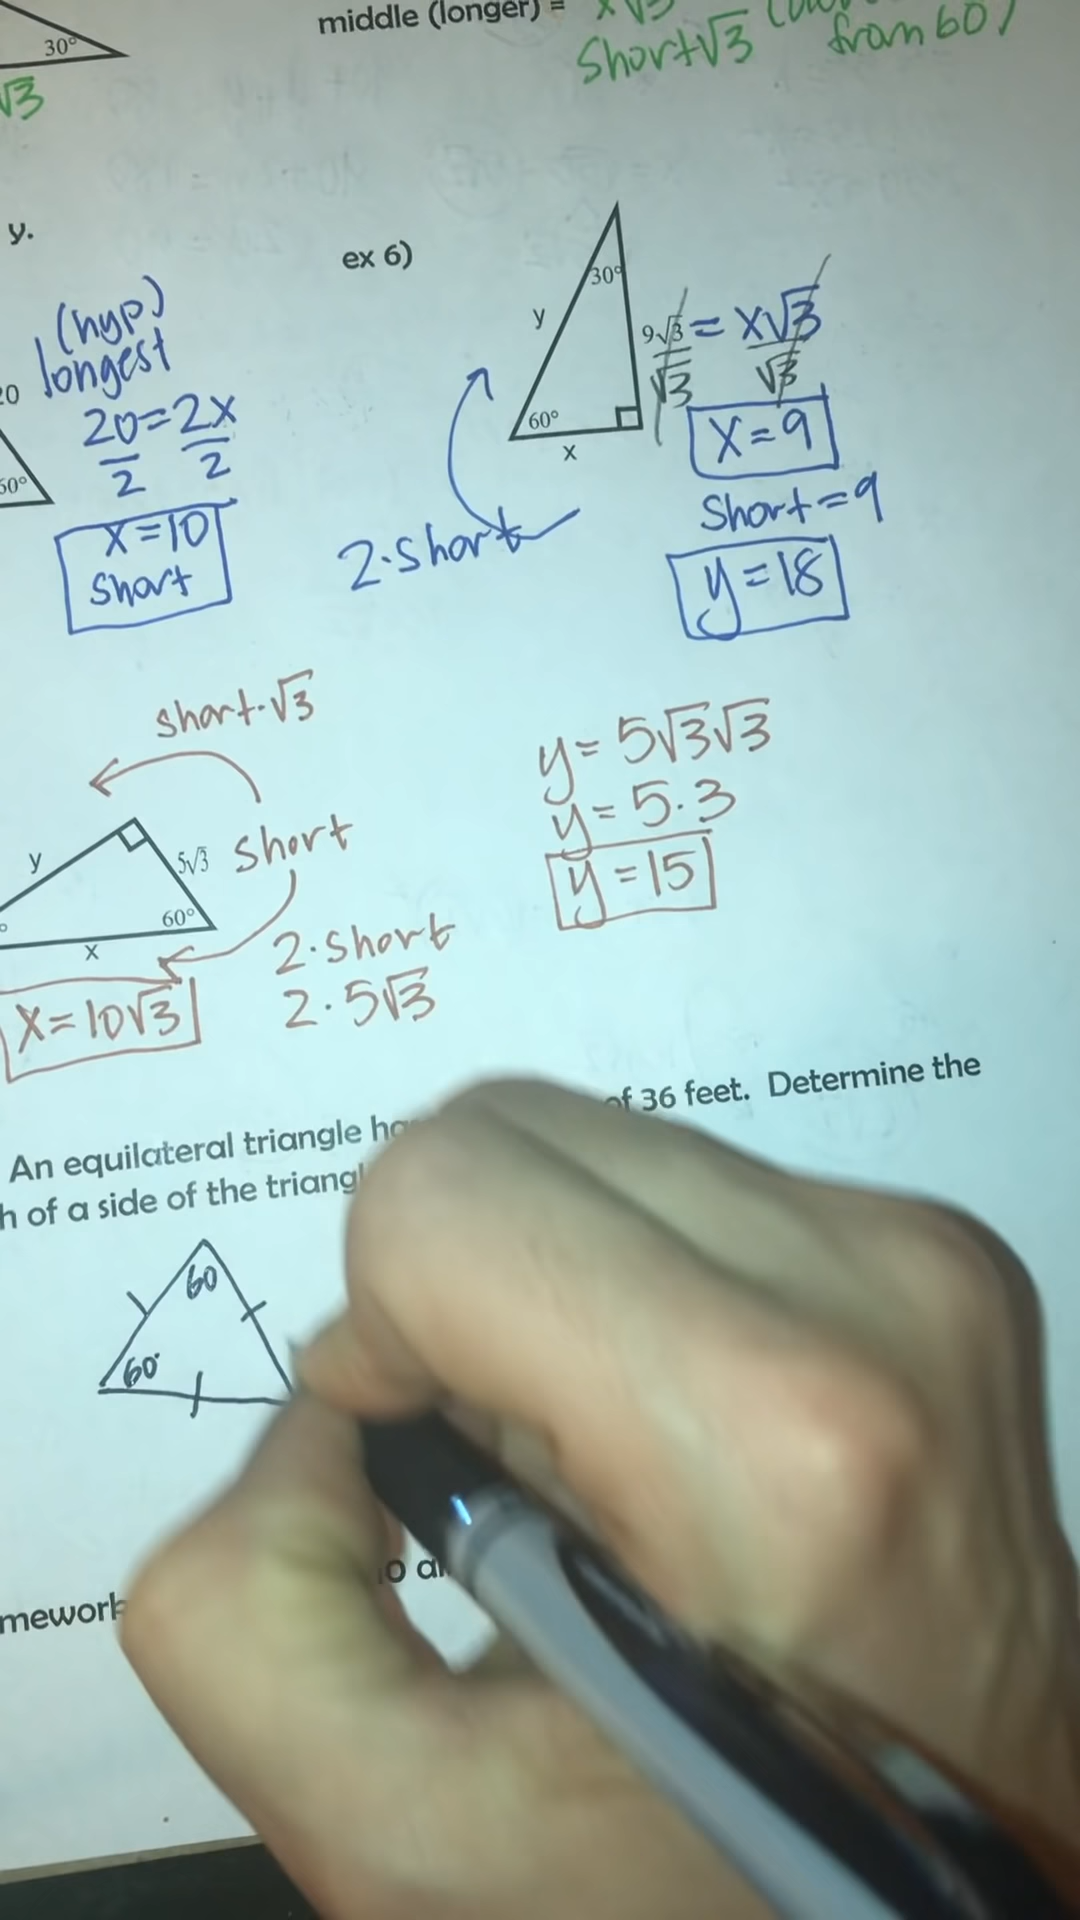 30°
√3
middle (longer) = x√3
short√3
from 60)
y.
ex 6)
(hyp)
longest
20
20=2x
2 2
x=10
short
60°
y
30°
60°
x
9√3 = x√3
√3 √3
x=9
short=9
y=18
2·short
short·√3
short
y
5√3
60°
x
2·short
2·5√3
x=10√3
y=5√3√3
y=5·3
y=15
An equilateral triangle
of 36 feet. Determine the
of a side of the
60
60°